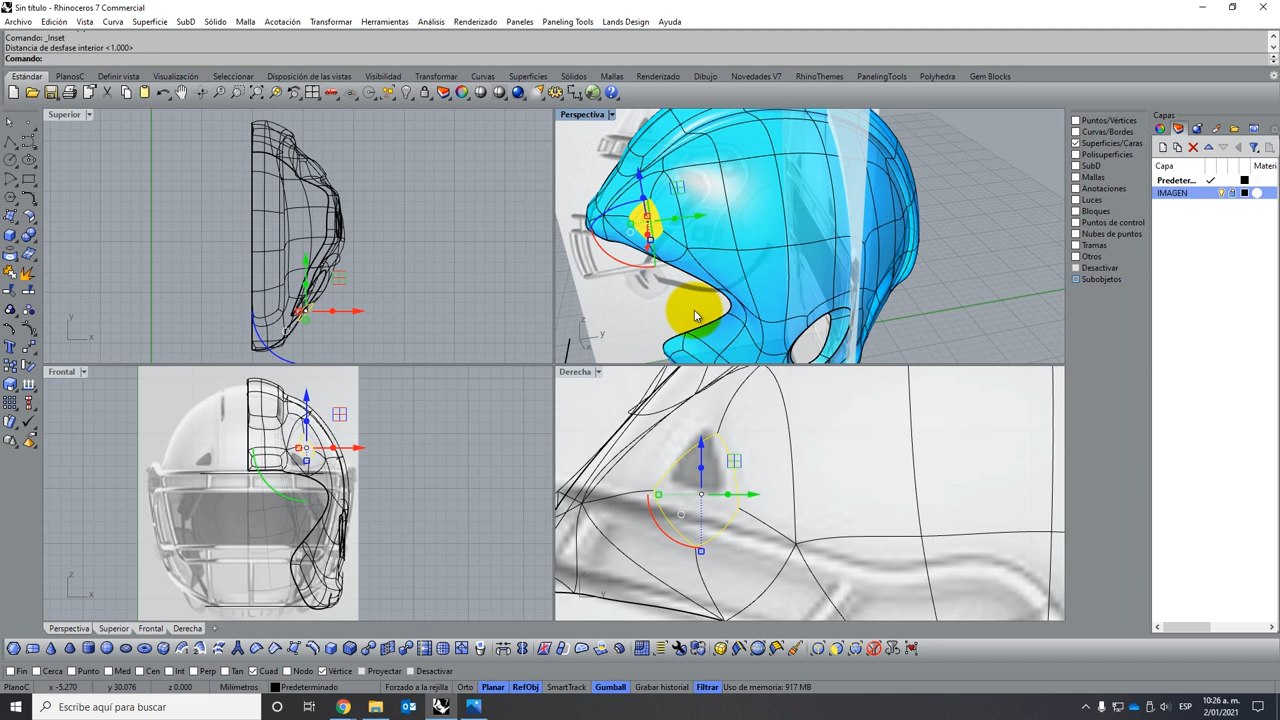 Sin título - Rhinoceros 7 Commercial
Archivo Edición Vista Curva Superficie SubD Sólido Malla Acotación Transformar Herramientas Análisis Renderizado Paneles Paneling Tools Lands Design Ayuda
Comando: _Inset
Distancia de desfase interior <1.000>
Comando:
Estándar PlanosC Definir vista Visualización Seleccionar Disposición de las vistas Visibilidad Transformar Curvas Superficies Sólidos Mallas Renderizado Dibujo Novedades V7 RhinoThemes PanelingTools Polyhedra Gem Blocks
Superior
y
x
Perspectiva
z
y
x
Frontal
z
x
Derecha
y
Puntos/Vértices
Curvas/Bordes
Superficies/Caras
Polisuperficies
SubD
Mallas
Anotaciones
Luces
Bloques
Puntos de control
Nubes de puntos
Tramas
Otros
Desactivar
Subobjetos
Capas
Capa Materi
Predeter...
IMAGEN
Perspectiva Superior Frontal Derecha
Fin Cerca Punto Med Cen Int Perp Tan Cuad Nodo Vértice Proyectar Desactivar
PlanoC x -5.270 y 30.076 z 0.000 Milímetros Predeterminado Forzado a la rejilla Orto Planar RefObj SmartTrack Gumball Grabar historial Filtrar Uso de memoria: 917 MB
Escribe aquí para buscar
ESP
10:26 a. m.
2/01/2021